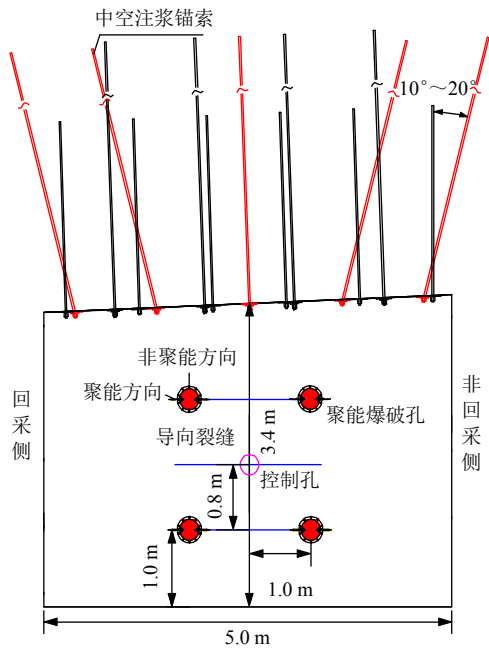 中空注浆锚索
10°～20°
非聚能方向
聚能方向
聚能爆破孔
回采侧
非回采侧
导向裂缝
3.4 m
控制孔
0.8 m
1.0 m
1.0 m
5.0 m